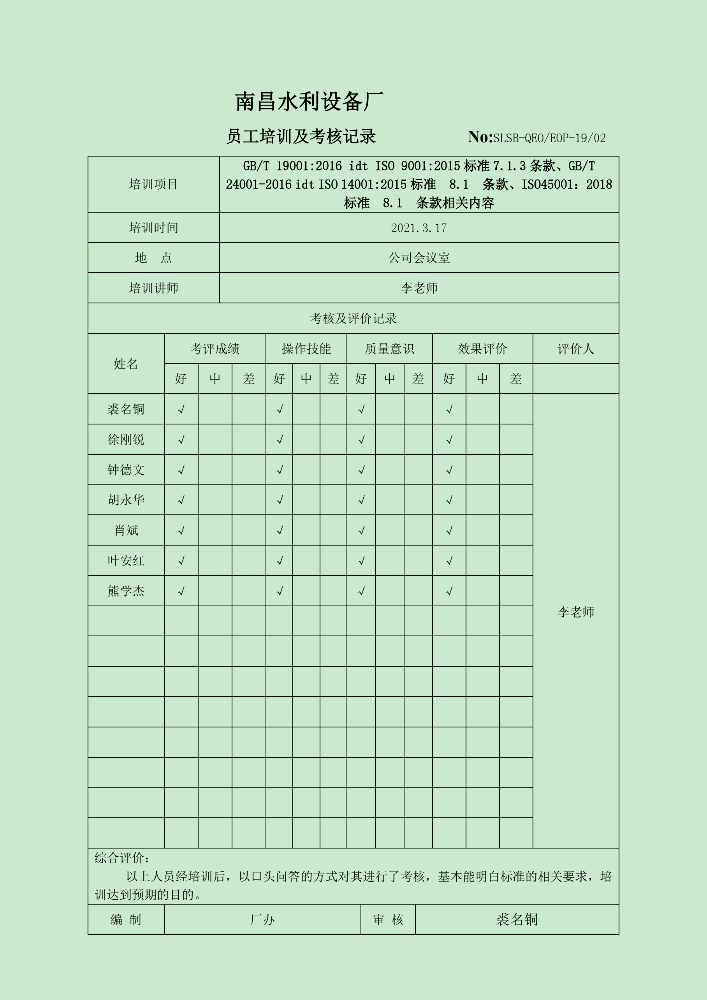 南昌水利设备厂
员工培训及考核记录 No:SLSB-QEO/EOP-19/02
培训项目
GB/T 19001:2016 idt ISO 9001:2015标准7.1.3条款、GB/T
24001-2016 idt ISO 14001:2015标准 8.1 条款、ISO45001：2018
标准 8.1 条款相关内容
培训时间 2021.3.17
地 点 公司会议室
培训讲师 李老师
考核及评价记录
姓名 考评成绩 操作技能 质量意识 效果评价 评价人
好 中 差 好 中 差 好 中 差 好 中 差
裘名铜 √ √ √ √
徐刚锐 √ √ √ √
钟德文 √ √ √ √
胡永华 √ √ √ √
肖斌 √ √ √ √
叶安红 √ √ √ √
熊学杰 √ √ √ √
李老师
综合评价：
以上人员经培训后，以口头问答的方式对其进行了考核，基本能明白标准的相关要求，培
训达到预期的目的。
编 制 厂办 审 核 裘名铜